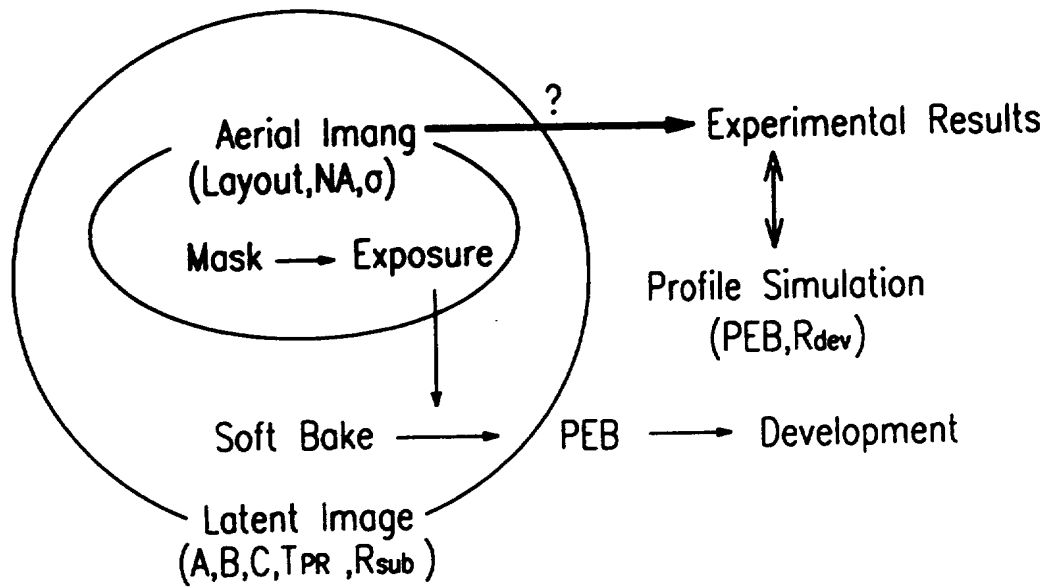 ?
Aerial Imang
(Layout,NA,σ)
Experimental Results
Mask
Exposure
Profile Simulation
(PEB,Rdev)
Soft Bake
PEB
Development
Latent Image
(A,B,C,TPR ,Rsub)